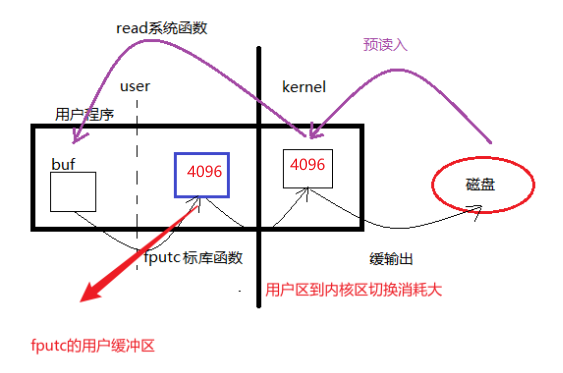 read系统函数
预读入
user
kernel
用户程序
buf
4096
4096
磁盘
fputc 标库函数
缓输出
用户区到内核区切换消耗大
fputc的用户缓冲区